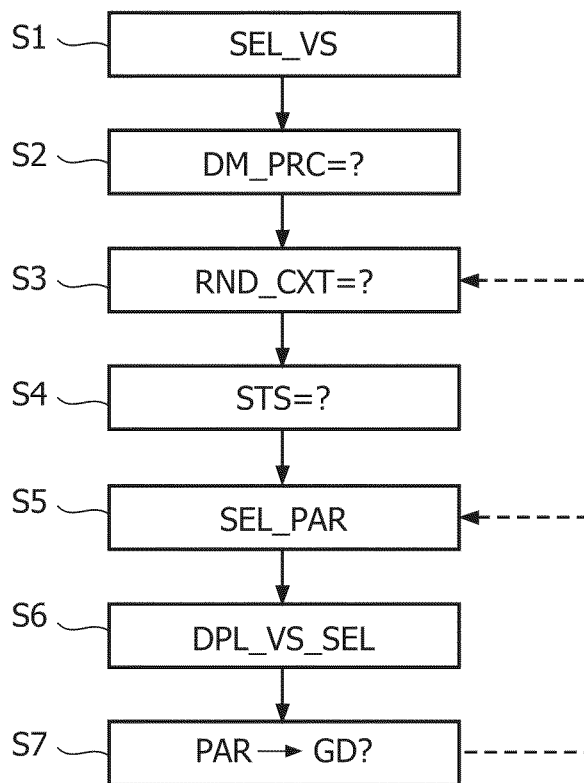 S1 SEL_VS
S2 DM_PRC=?
S3 RND_CXT=?
S4 STS=?
S5 SEL_PAR
S6 DPL_VS_SEL
S7 PAR → GD?